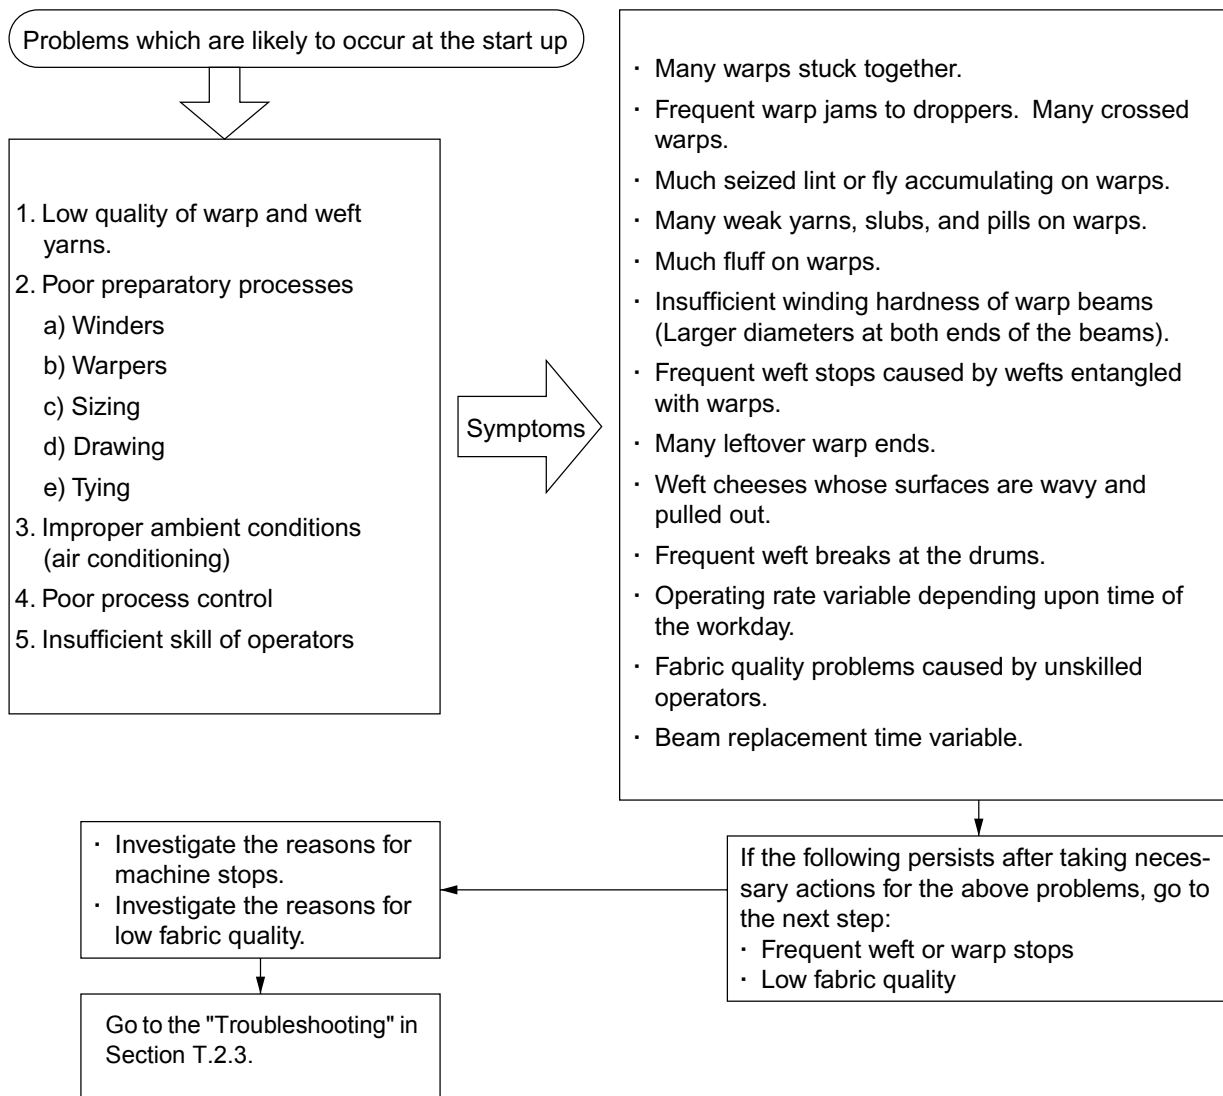 Problems which are likely to occur at the start up
1. Low quality of warp and weft
yarns.
2. Poor preparatory processes
a) Winders
b) Warpers
c) Sizing
d) Drawing
e) Tying
3. Improper ambient conditions
(air conditioning)
4. Poor process control
5. Insufficient skill of operators
Symptoms
· Many warps stuck together.
· Frequent warp jams to droppers. Many crossed
warps.
· Much seized lint or fly accumulating on warps.
· Many weak yarns, slubs, and pills on warps.
· Much fluff on warps.
· Insufficient winding hardness of warp beams
(Larger diameters at both ends of the beams).
· Frequent weft stops caused by wefts entangled
with warps.
· Many leftover warp ends.
· Weft cheeses whose surfaces are wavy and
pulled out.
· Frequent weft breaks at the drums.
· Operating rate variable depending upon time of
the workday.
· Fabric quality problems caused by unskilled
operators.
· Beam replacement time variable.
If the following persists after taking neces-
sary actions for the above problems, go to
the next step:
· Frequent weft or warp stops
· Low fabric quality
· Investigate the reasons for
machine stops.
· Investigate the reasons for
low fabric quality.
Go to the "Troubleshooting" in
Section T.2.3.